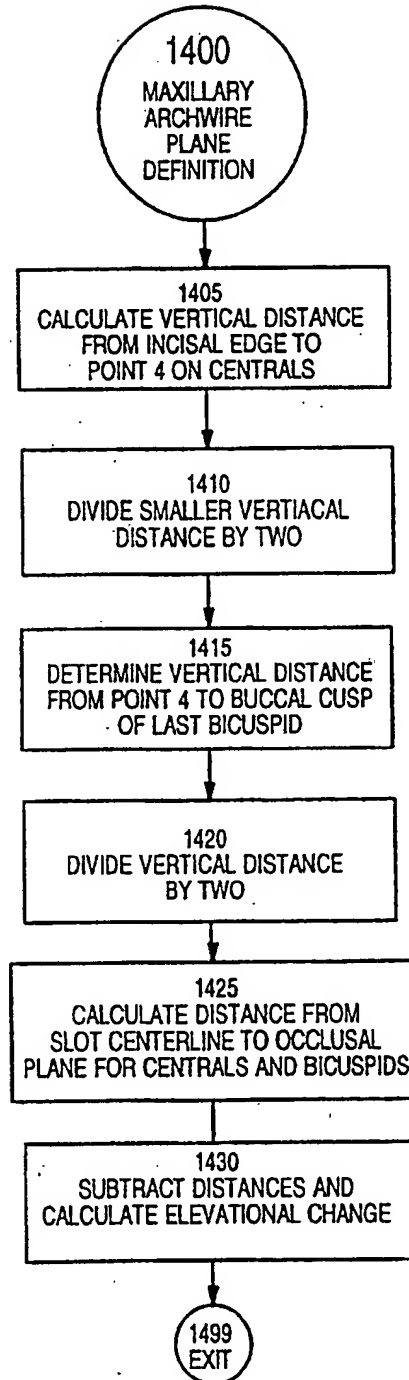 1400
MAXILLARY
ARCHWIRE
PLANE
DEFINITION
1405
CALCULATE VERTICAL DISTANCE
FROM INCISAL EDGE TO
POINT 4 ON CENTRALS
1410
DIVIDE SMALLER VERTIACAL
DISTANCE BY TWO
1415
DETERMINE VERTICAL DISTANCE
FROM POINT 4 TO BUCCAL CUSP
OF LAST BICUSPID
1420
DIVIDE VERTICAL DISTANCE
BY TWO
1425
CALCULATE DISTANCE FROM
SLOT CENTERLINE TO OCCLUSAL
PLANE FOR CENTRALS AND BICUSPIDS
1430
SUBTRACT DISTANCES AND
CALCULATE ELEVATIONAL CHANGE
1499
EXIT